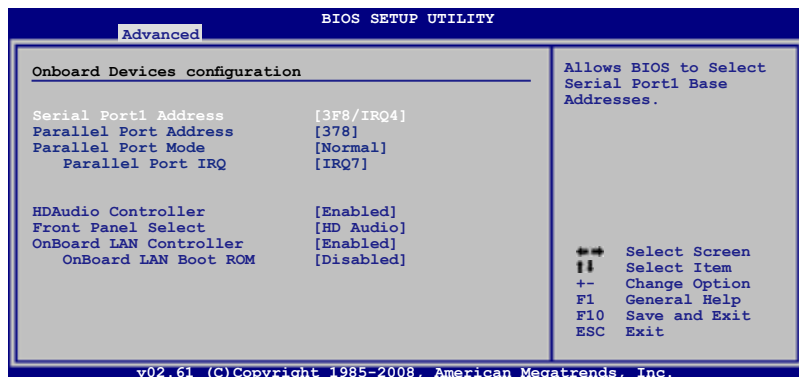 BIOS SETUP UTILITY
Advanced
Onboard Devices configuration
Serial Port1 Address [3F8/IRQ4]
Parallel Port Address [378]
Parallel Port Mode [Normal]
Parallel Port IRQ [IRQ7]
HDAudio Controller [Enabled]
Front Panel Select [HD Audio]
OnBoard LAN Controller [Enabled]
OnBoard LAN Boot ROM [Disabled]
Allows BIOS to Select
Serial Port1 Base
Addresses.
←→ Select Screen
↑↓ Select Item
+- Change Option
F1 General Help
F10 Save and Exit
ESC Exit
v02.61 (C)Copyright 1985-2008, American Megatrends, Inc.